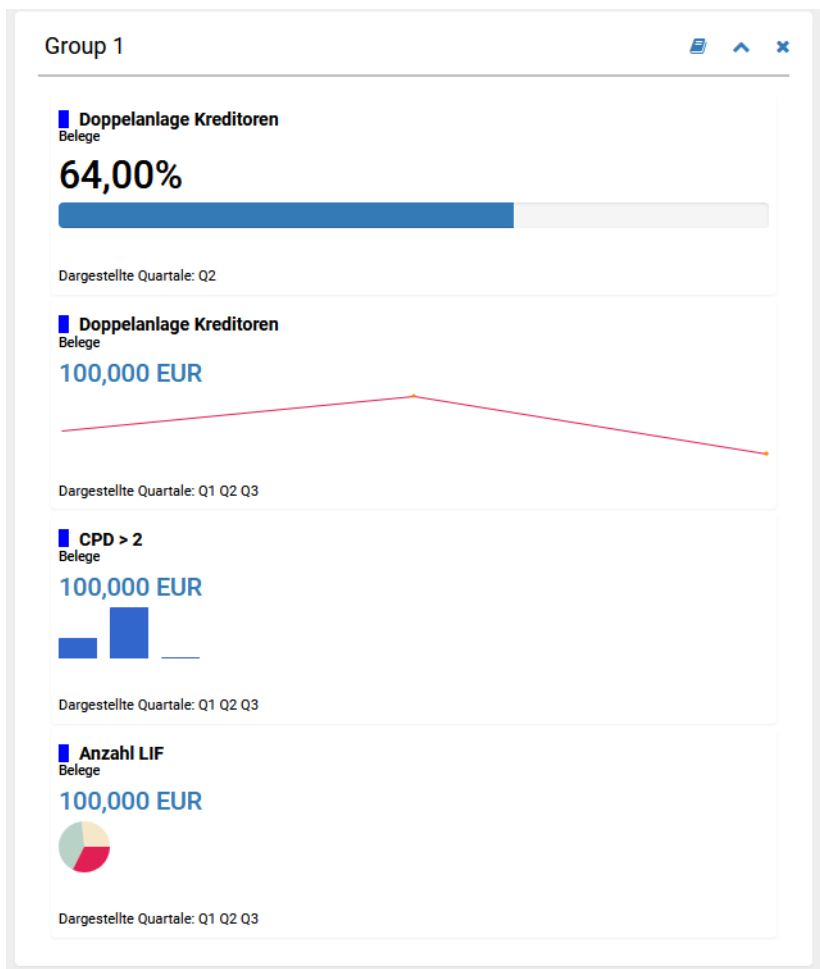 Group 1
Doppelanlage Kreditoren
Belege
64,00%
Dargestellte Quartale: Q2
Doppelanlage Kreditoren
Belege
100,000 EUR
Dargestellte Quartale: Q1 Q2 Q3
CPD > 2
Belege
100,000 EUR
Dargestellte Quartale: Q1 Q2 Q3
Anzahl LIF
Belege
100,000 EUR
Dargestellte Quartale: Q1 Q2 Q3